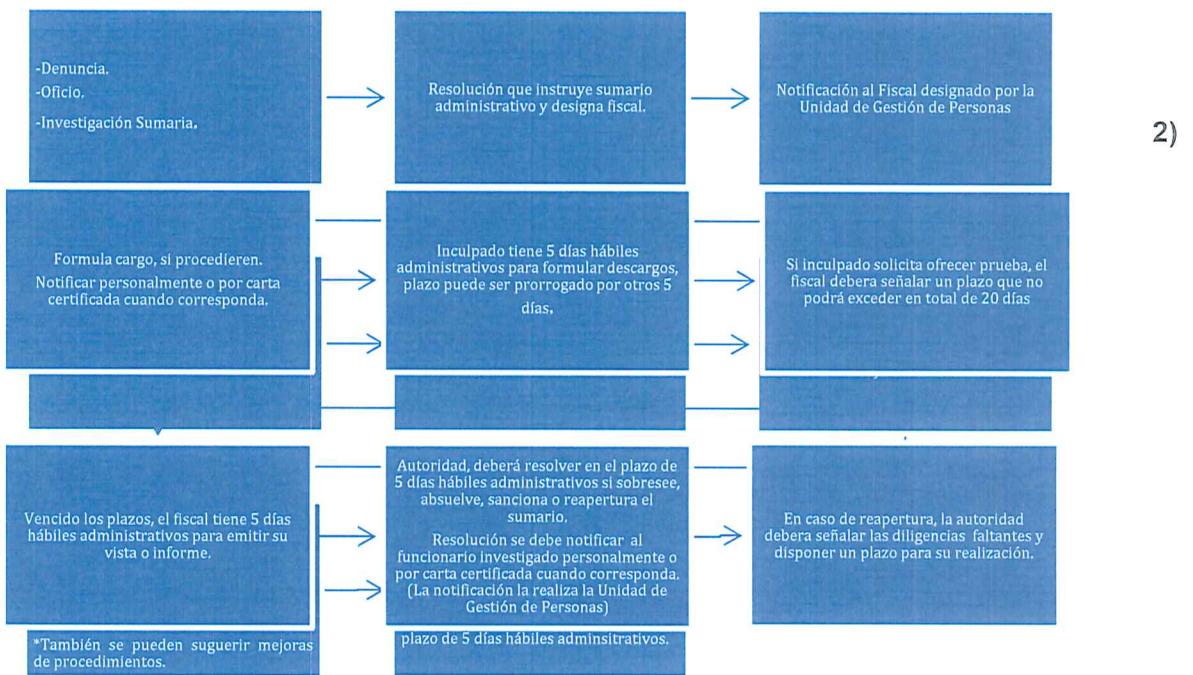 -Denuncia.
-Oficio.
-Investigación Sumaria.
Resolución que instruye sumario
administrativo y designa fiscal.
Notificación al Fiscal designado por la
Unidad de Gestión de Personas
2)
Formula cargo, si procedieren.
Notificar personalmente o por carta
certificada cuando corresponda.
Inculpado tiene 5 días hábiles
administrativos para formular descargos,
plazo puede ser prorrogado por otros 5
días.
Si inculpado solicita ofrecer prueba, el
fiscal debera señalar un plazo que no
podrá exceder en total de 20 días
Vencido los plazos, el fiscal tiene 5 días
hábiles administrativos para emitir su
vista o informe.
*También se pueden suguerir mejoras
de procedimientos.
Autoridad, deberá resolver en el plazo de
5 días hábiles administrativos si sobresee,
absuelve, sanciona o reapertura el
sumario.
Resolución se debe notificar al
funcionario investigado personalmente o
por carta certificada cuando corresponda.
(La notificación la realiza la Unidad de
Gestión de Personas)
plazo de 5 días hábiles adminsitrativos.
En caso de reapertura, la autoridad
debera señalar las diligencias faltantes y
disponer un plazo para su realización.